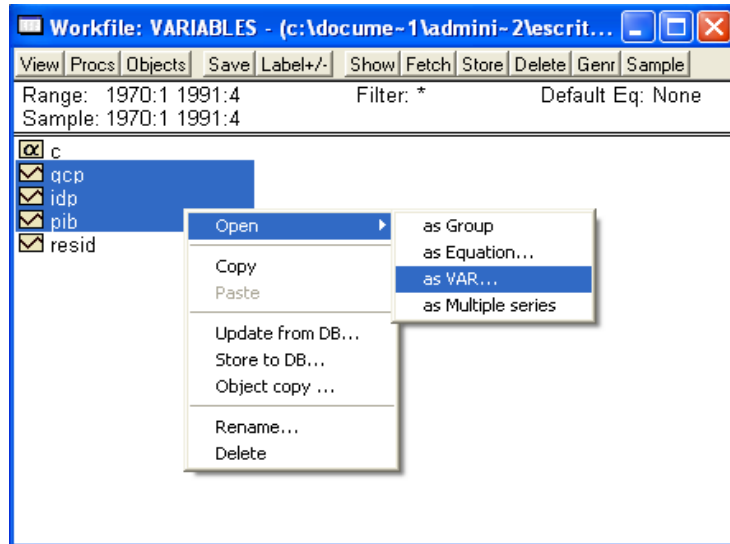 Workfile: VARIABLES - (c:\docume~1\admini~2\escrit...
View Procs Objects Save Label+/- Show Fetch Store Delete Genr Sample
Range: 1970:1 1991:4 Filter: * Default Eq: None
Sample: 1970:1 1991:4
α c
gcp
idp
pib
resid
Open
Copy
Paste
Update from DB...
Store to DB...
Object copy ...
Rename...
Delete
as Group
as Equation...
as VAR...
as Multiple series